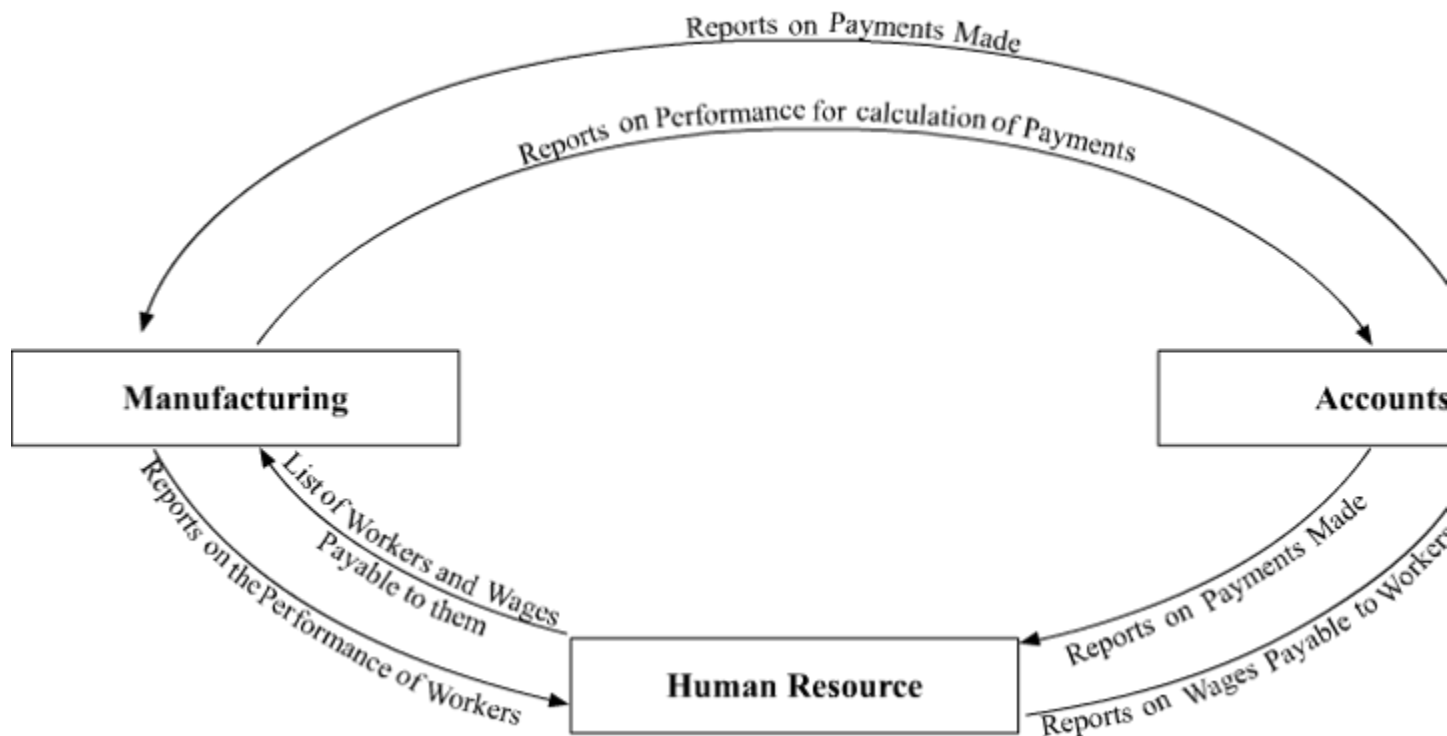 Reports on Payments Made
Reports on Performance for calculation of Payments
Manufacturing
Accounts
List of Workers and Wages
Payable to them
Reports on the Performance of Workers
Reports on Payments Made
Reports on Wages Payable to Workers
Human Resource